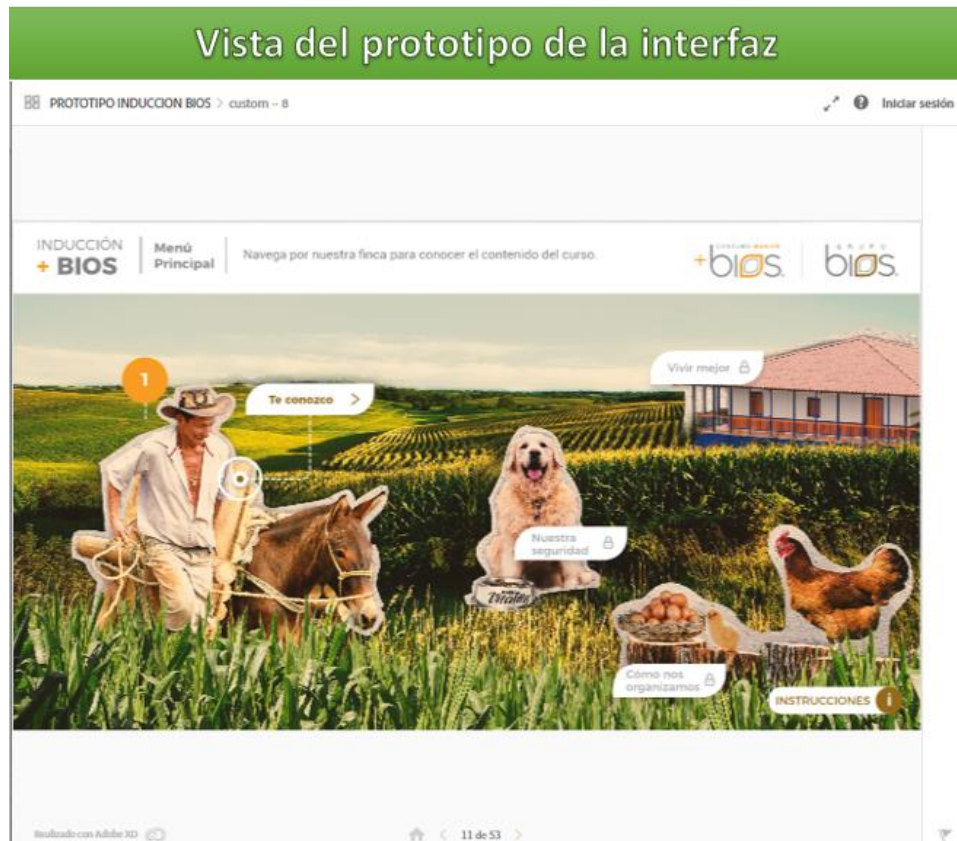 Vista del prototipo de la interfaz
PROTOTIPO INDUCCION BIOS > custom – 8
Iniciar sesión
INDUCCIÓN
+ BIOS
Menú
Principal
Navega por nuestra finca para conocer el contenido del curso.
+bios
GRUPO
bios
1
Te conozco >
Vivir mejor
Nuestra
seguridad
Cómo nos
organizamos
INSTRUCCIONES i
Realizado con Adobe XD
< 11 de 53 >